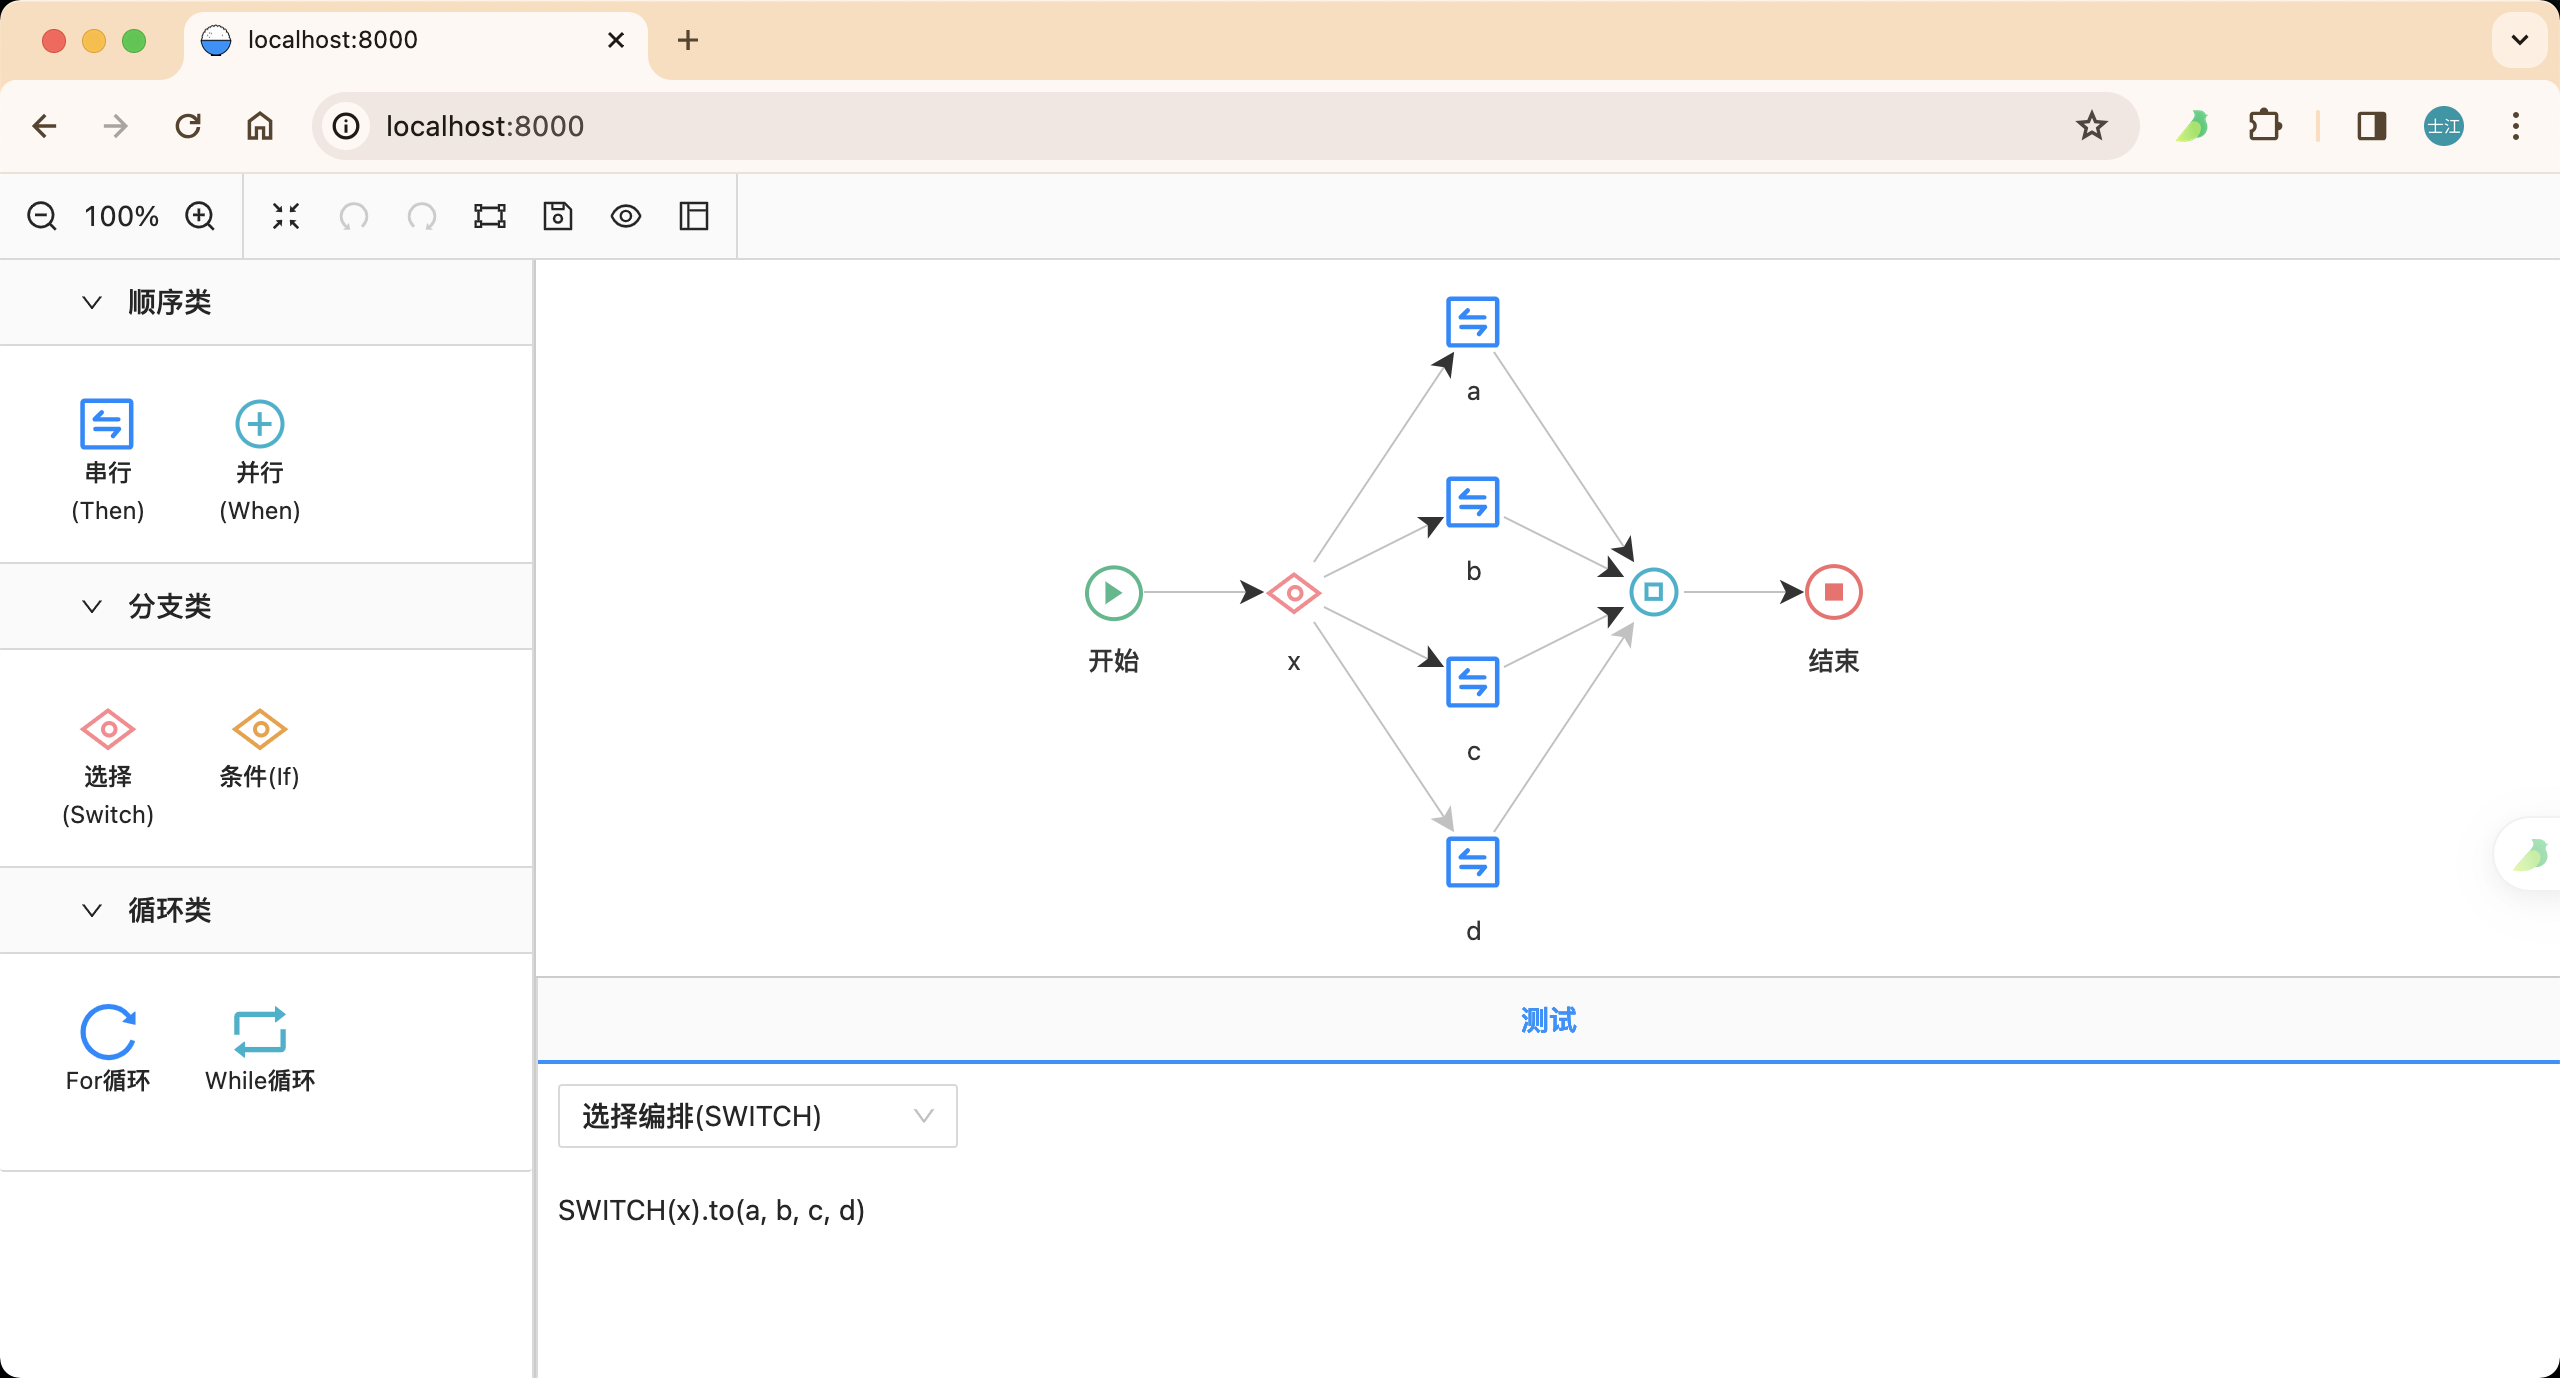 localhost:8000
localhost:8000
士江
100%
顺序类
串行
(Then)
并行
(When)
分支类
选择
(Switch)
条件(If)
循环类
For循环
While循环
a
b
开始
x
结束
c
d
测试
选择编排(SWITCH)
SWITCH(x).to(a, b, c, d)